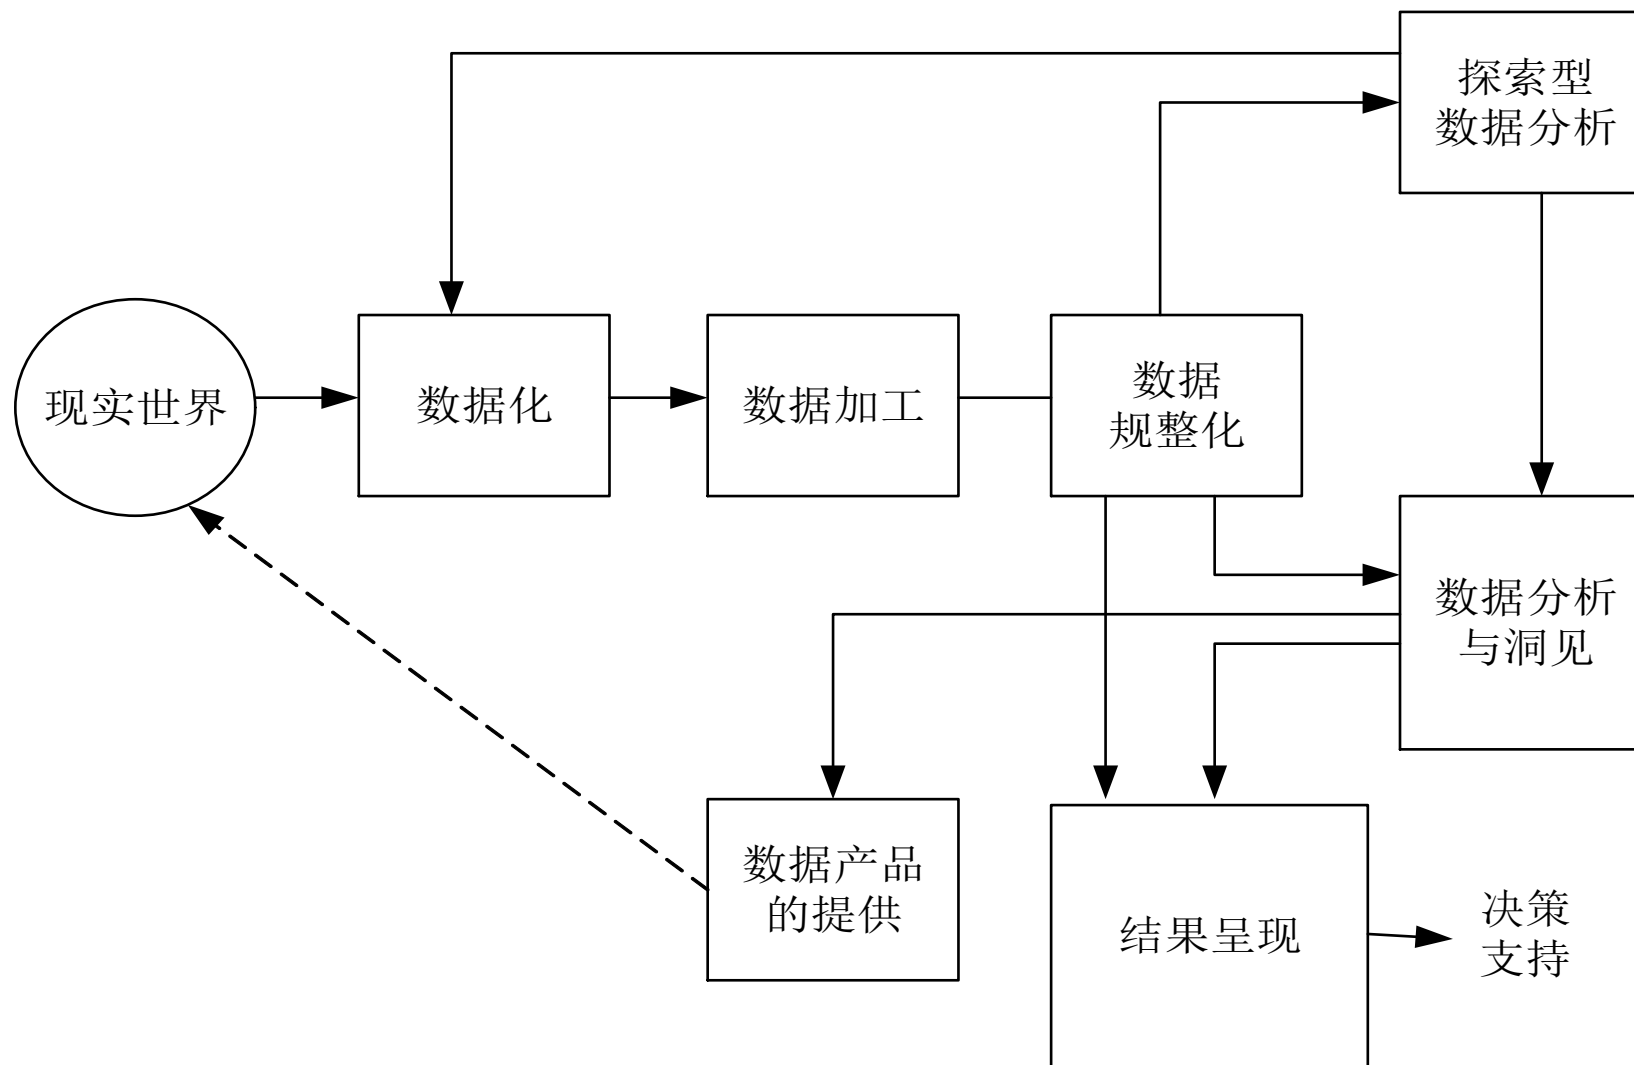 探索型
数据分析
现实世界
数据化
数据加工
数据
规整化
数据分析
与洞见
数据产品
的提供
结果呈现
决策
支持